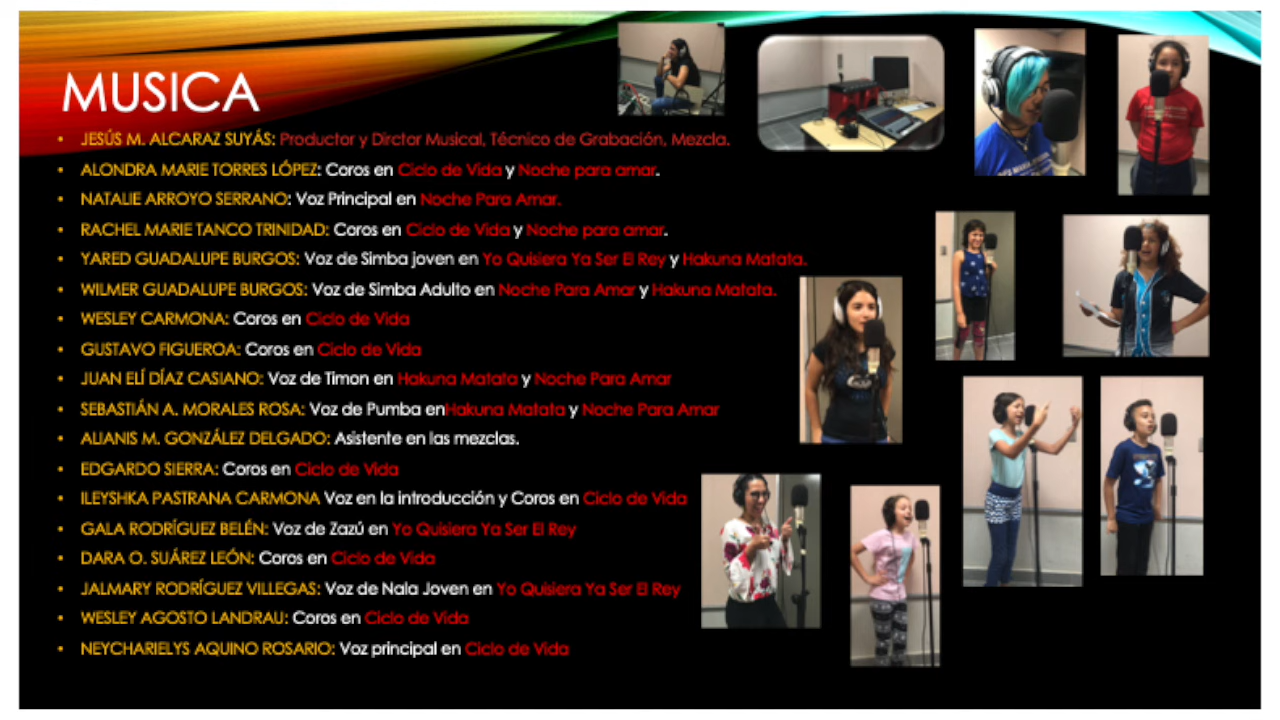 MUSICA
• JESÚS M. ALCARAZ SUYÁS: Productor y Dirctor Musical, Técnico de Grabación, Mezcla.
• ALONDRA MARIE TORRES LÓPEZ: Coros en Ciclo de Vida y Noche para amar.
• NATALIE ARROYO SERRANO: Voz Principal en Noche Para Amar.
• RACHEL MARIE TANCO TRINIDAD: Coros en Ciclo de Vida y Noche para amar.
• YARED GUADALUPE BURGOS: Voz de Simba joven en Yo Quisiera Ya Ser El Rey y Hakuna Matata.
• WILMER GUADALUPE BURGOS: Voz de Simba Adulto en Noche Para Amar y Hakuna Matata.
• WESLEY CARMONA: Coros en Ciclo de Vida
• GUSTAVO FIGUEROA: Coros en Ciclo de Vida
• JUAN ELÍ DÍAZ CASIANO: Voz de Timon en Hakuna Matata y Noche Para Amar
• SEBASTIÁN A. MORALES ROSA: Voz de Pumba enHakuna Matata y Noche Para Amar
• ALIANIS M. GONZÁLEZ DELGADO: Asistente en las mezclas.
• EDGARDO SIERRA: Coros en Ciclo de Vida
• ILEYSHKA PASTRANA CARMONA Voz en la introducción y Coros en Ciclo de Vida
• GALA RODRÍGUEZ BELÉN: Voz de Zazú en Yo Quisiera Ya Ser El Rey
• DARA O. SUÁREZ LEÓN: Coros en Ciclo de Vida
• JALMARY RODRÍGUEZ VILLEGAS: Voz de Nala Joven en Yo Quisiera Ya Ser El Rey
• WESLEY AGOSTO LANDRAU: Coros en Ciclo de Vida
• NEYCHARIELYS AQUINO ROSARIO: Voz principal en Ciclo de Vida